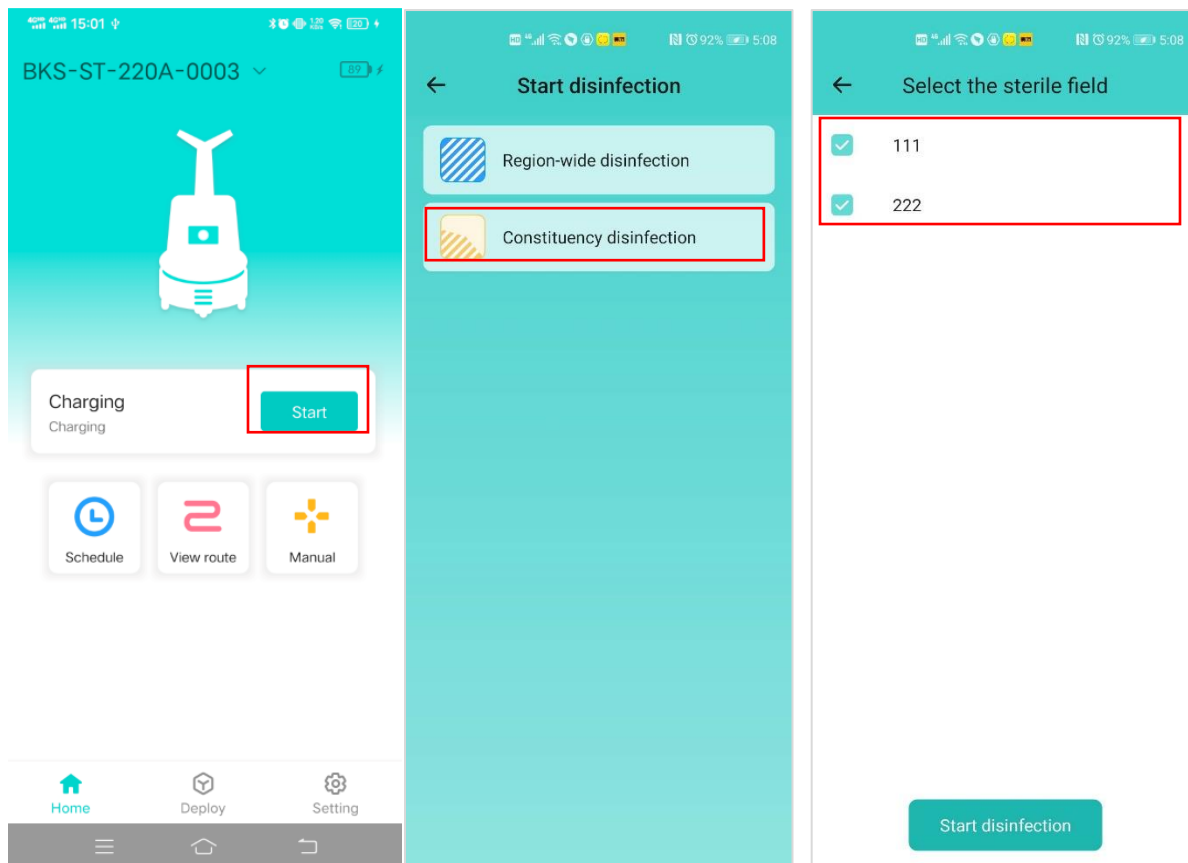 15:01
20
BKS-ST-220A-0003
89
Charging
Charging
Start
Schedule
View route
Manual
Home
Deploy
Setting
92% 5:08
Start disinfection
Region-wide disinfection
Constituency disinfection
92% 5:08
Select the sterile field
111
222
Start disinfection